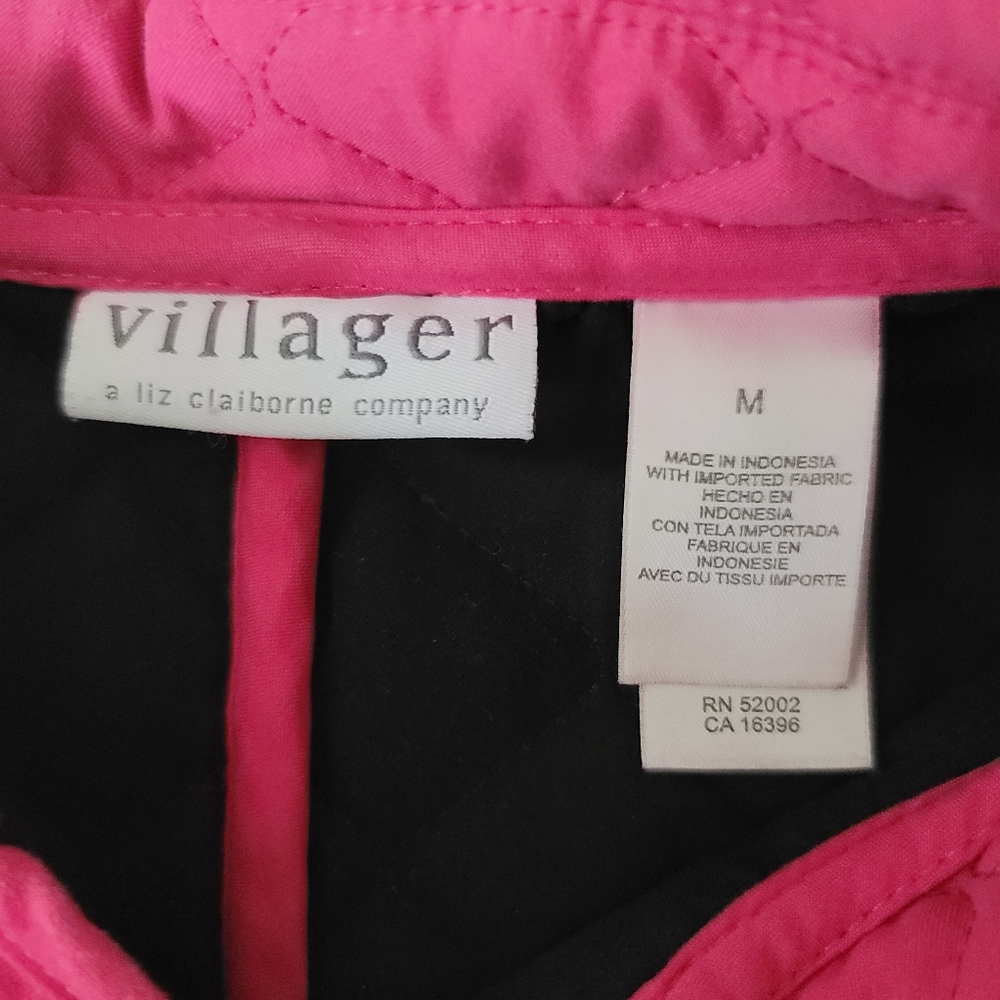 villager
a liz claiborne company
M
MADE IN INDONESIA
WITH IMPORTED FABRIC
HECHO EN
INDONESIA
CON TELA IMPORTADA
FABRIQUE EN
INDONESIE
AVEC DU TISSU IMPORTE
RN 52002
CA 16396